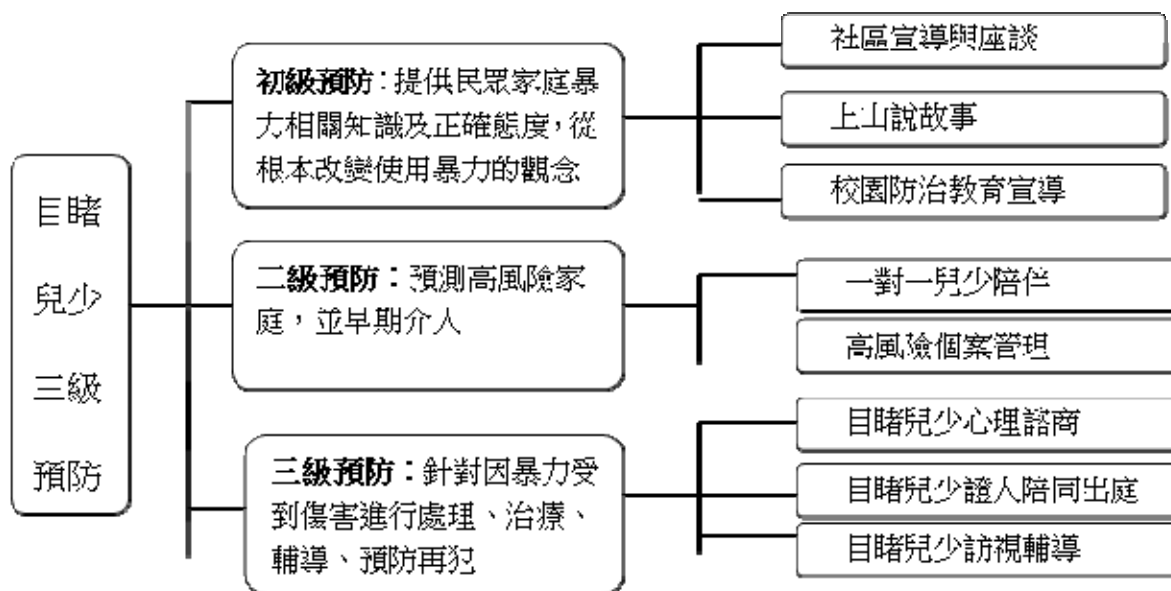 目睹
兒少
三級
預防
初級預防：提供民眾家庭暴
力相關知識及正確態度，從
根本改變使用暴力的觀念
社區宣導與座談
上山說故事
校園防治教育宣導
二級預防：預測高風險家
庭，並早期介入
一對一兒少陪伴
高風險個案管理
三級預防：針對因暴力受
到傷害進行處理、治療、
輔導、預防再犯
目睹兒少心理諮商
目睹兒少證人陪同出庭
目睹兒少訪視輔導